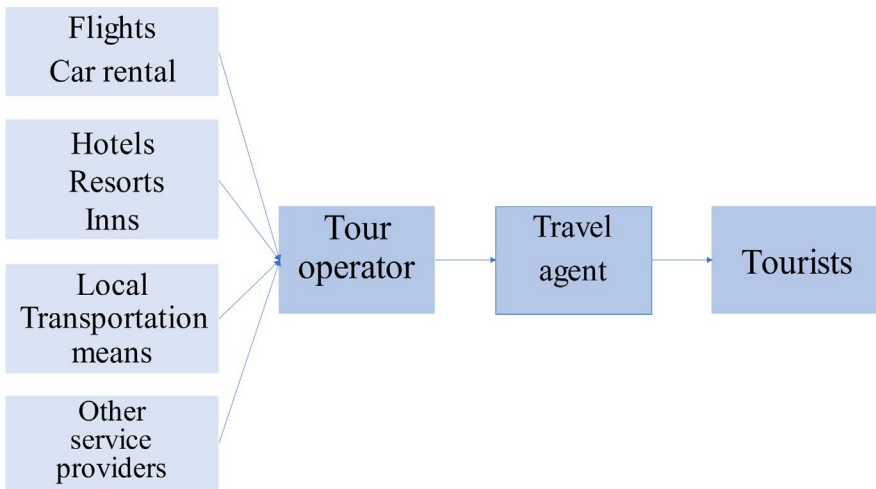 Flights
Car rental
Hotels
Resorts
Inns
Local
Transportation
means
Other
service
providers
Tour
operator
Travel
agent
Tourists